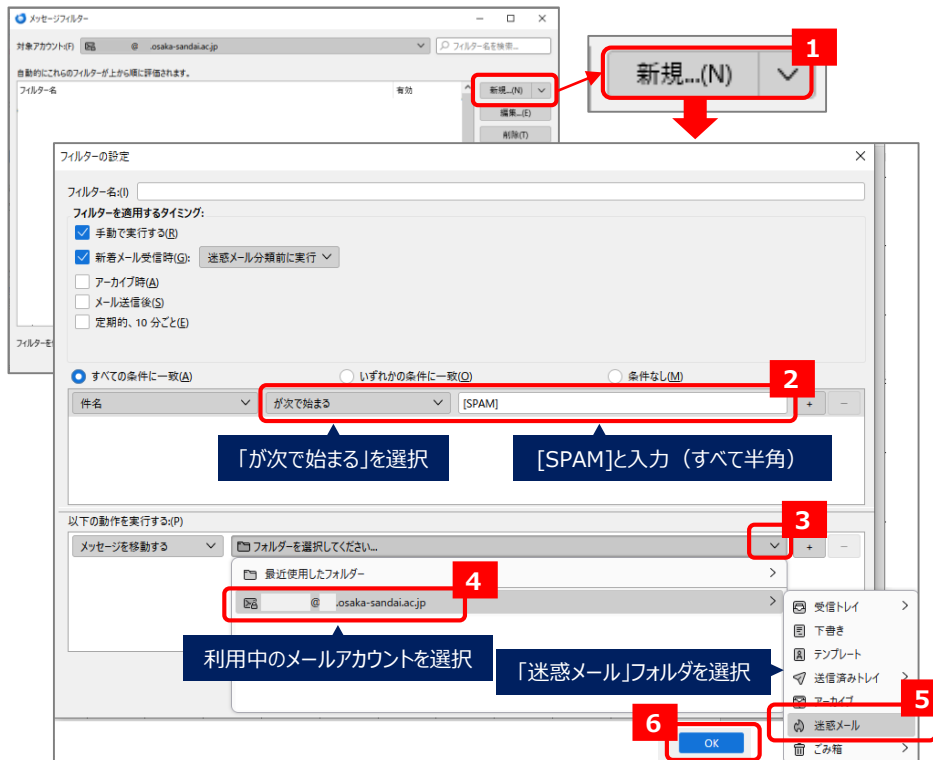 メッセージフィルター
対象アカウント:(F) @ .osaka-sandai.ac.jp フィルター名を検索...
自動的にこれらのフィルターが上から順に評価されます。
フィルター名 有効
新規...(N)
編集...(E)
削除(T)
1
新規...(N)
フィルターの設定
フィルター名:(I)
フィルターを適用するタイミング:
手動で実行する(R)
新着メール受信時(G): 迷惑メール分類前に実行
アーカイブ時(A)
メール送信後(S)
定期的、10 分ごと(E)
すべての条件に一致(A) いずれかの条件に一致(O) 条件なし(M)
2
件名 が次で始まる [SPAM] + −
「が次で始まる」を選択 [SPAM]と入力（すべて半角）
以下の動作を実行する:(P)
3
メッセージを移動する フォルダーを選択してください... + −
最近使用したフォルダー
4
@ .osaka-sandai.ac.jp
利用中のメールアカウントを選択
「迷惑メール」フォルダを選択
受信トレイ
下書き
テンプレート
送信済みトレイ
アーカイブ
5
迷惑メール
ごみ箱
6
OK